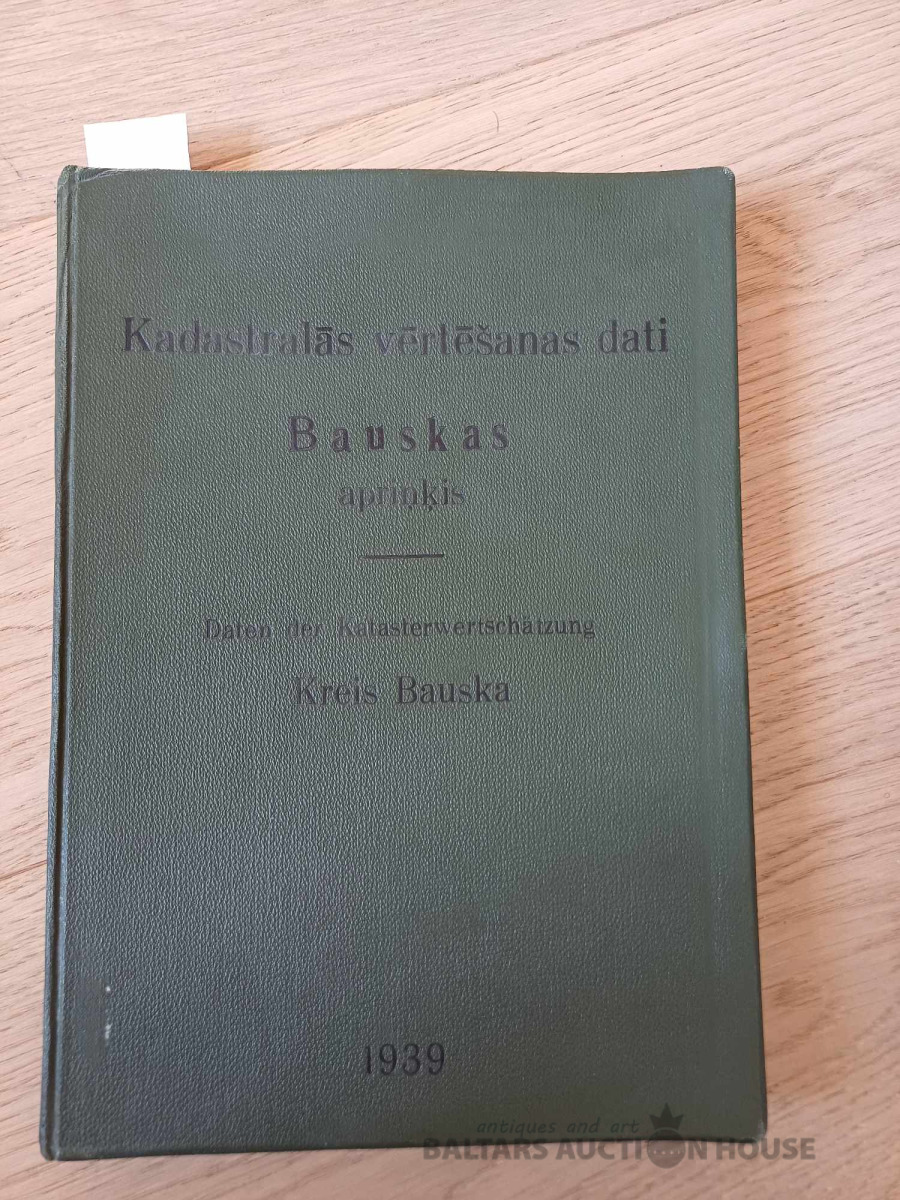 Kadastralās vērtēšanas dati
Bauskas
apriņķis
Daten der Katasterwertschätzung
Kreis Bauska
1939
antiques and art
BALTARS AUCTION HOUSE